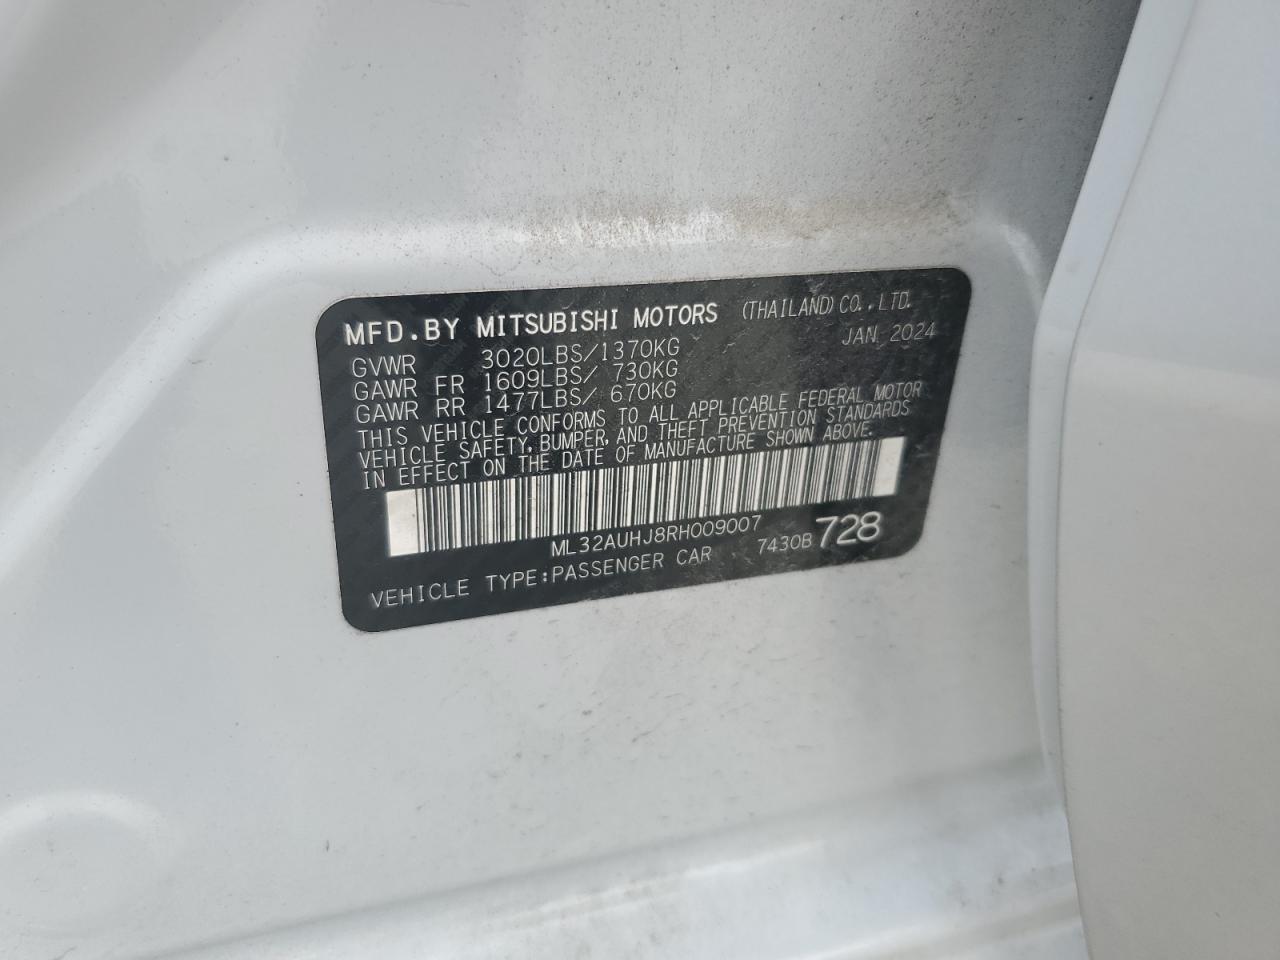 MFD.BY MITSUBISHI MOTORS (THAILAND) CO.,LTD.
JAN 2024
GVWR 3020LBS/1370KG
GAWR FR 1609LBS/ 730KG
GAWR RR 1477LBS/ 670KG
THIS VEHICLE CONFORMS TO ALL APPLICABLE FEDERAL MOTOR
VEHICLE SAFETY, BUMPER, AND THEFT PREVENTION STANDARDS
IN EFFECT ON THE DATE OF MANUFACTURE SHOWN ABOVE.
ML32AUHJ8RH009007
VEHICLE TYPE:PASSENGER CAR 7430B 728